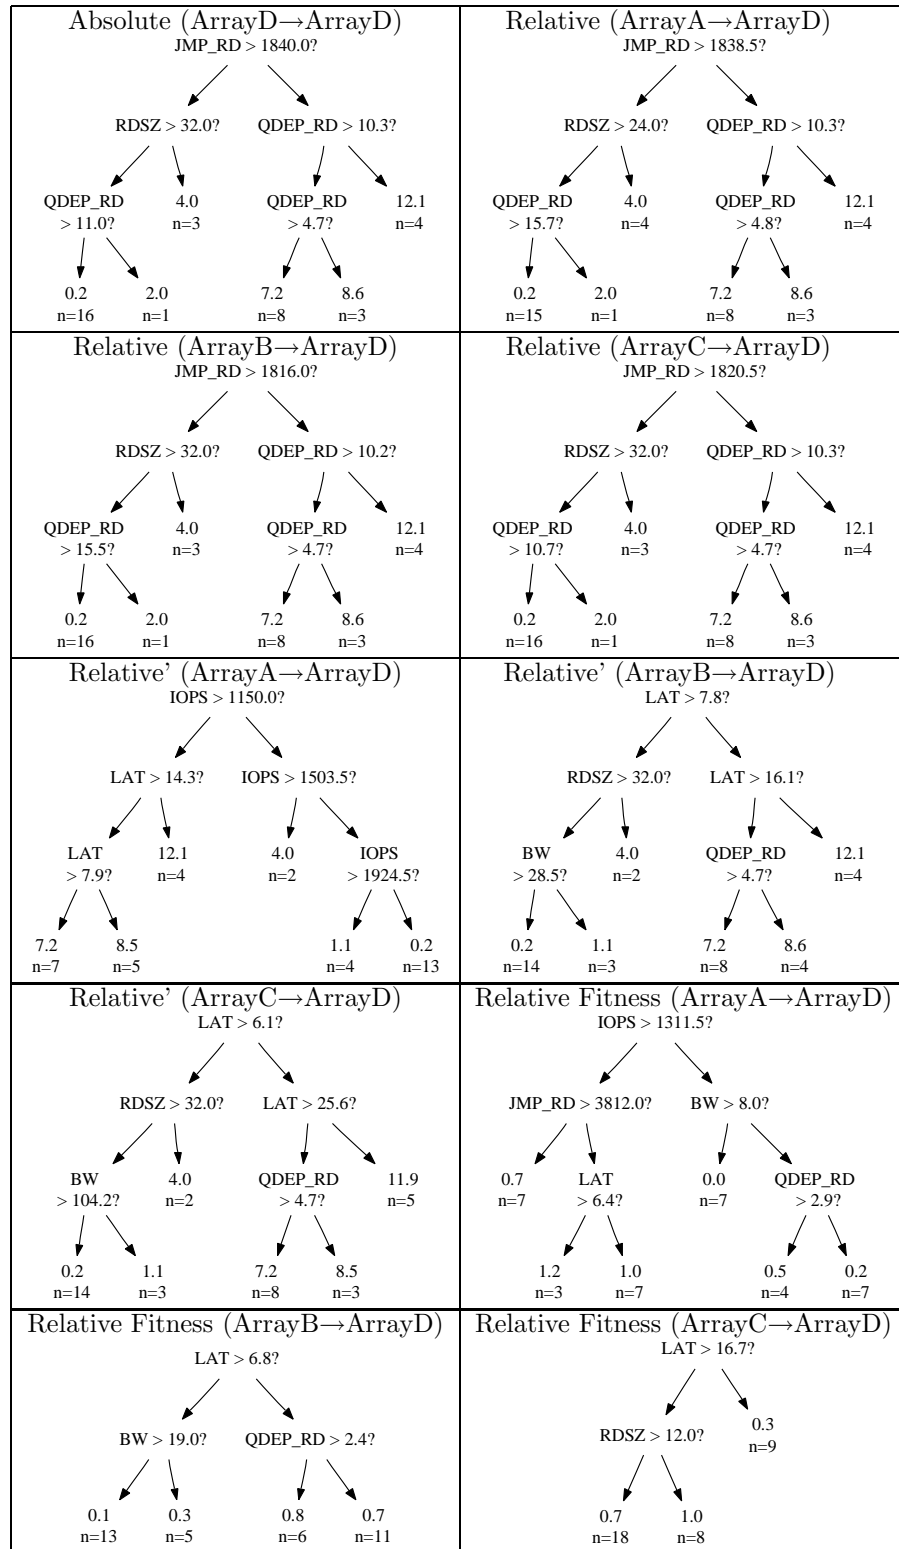 Absolute (ArrayD→ArrayD)
JMP_RD > 1840.0?
RDSZ > 32.0? QDEP_RD > 10.3?
QDEP_RD 4.0 QDEP_RD 12.1
> 11.0? n=3 > 4.7? n=4
0.2 2.0 7.2 8.6
n=16 n=1 n=8 n=3
Relative (ArrayA→ArrayD)
JMP_RD > 1838.5?
RDSZ > 24.0? QDEP_RD > 10.3?
QDEP_RD 4.0 QDEP_RD 12.1
> 15.7? n=4 > 4.8? n=4
0.2 2.0 7.2 8.6
n=15 n=1 n=8 n=3
Relative (ArrayB→ArrayD)
JMP_RD > 1816.0?
RDSZ > 32.0? QDEP_RD > 10.2?
QDEP_RD 4.0 QDEP_RD 12.1
> 15.5? n=3 > 4.7? n=4
0.2 2.0 7.2 8.6
n=16 n=1 n=8 n=3
Relative (ArrayC→ArrayD)
JMP_RD > 1820.5?
RDSZ > 32.0? QDEP_RD > 10.3?
QDEP_RD 4.0 QDEP_RD 12.1
> 10.7? n=3 > 4.7? n=4
0.2 2.0 7.2 8.6
n=16 n=1 n=8 n=3
Relative’ (ArrayA→ArrayD)
IOPS > 1150.0?
LAT > 14.3? IOPS > 1503.5?
LAT 12.1 4.0 IOPS
> 7.9? n=4 n=2 > 1924.5?
7.2 8.5 1.1 0.2
n=7 n=5 n=4 n=13
Relative’ (ArrayB→ArrayD)
LAT > 7.8?
RDSZ > 32.0? LAT > 16.1?
BW 4.0 QDEP_RD 12.1
> 28.5? n=2 > 4.7? n=4
0.2 1.1 7.2 8.6
n=14 n=3 n=8 n=4
Relative’ (ArrayC→ArrayD)
LAT > 6.1?
RDSZ > 32.0? LAT > 25.6?
BW 4.0 QDEP_RD 11.9
> 104.2? n=2 > 4.7? n=5
0.2 1.1 7.2 8.5
n=14 n=3 n=8 n=3
Relative Fitness (ArrayA→ArrayD)
IOPS > 1311.5?
JMP_RD > 3812.0? BW > 8.0?
0.7 LAT 0.0 QDEP_RD
n=7 > 6.4? n=7 > 2.9?
1.2 1.0 0.5 0.2
n=3 n=7 n=4 n=7
Relative Fitness (ArrayB→ArrayD)
LAT > 6.8?
BW > 19.0? QDEP_RD > 2.4?
0.1 0.3 0.8 0.7
n=13 n=5 n=6 n=11
Relative Fitness (ArrayC→ArrayD)
LAT > 16.7?
RDSZ > 12.0? 0.3
n=9
0.7 1.0
n=18 n=8